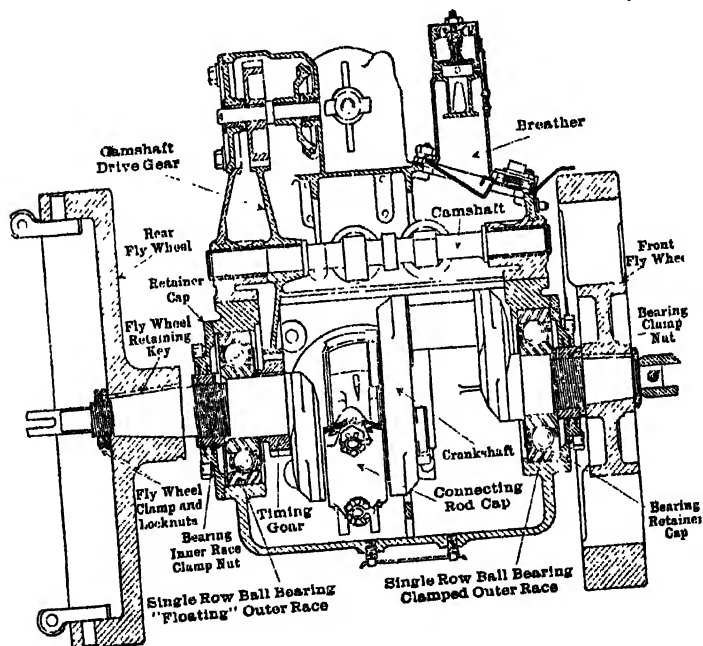 Breather
Camshaft
Drive Gear
Camshaft
Rear
Fly Wheel
Front
Fly Whee
Retainer
Cap
Fly Wheel
Retaining
Key
Bearing
Clamp
Nut
Crankshaft
Connecting
Rod Cap
Fly Wheel
Clamp and
Locknuts
Timing
Gear
Bearing
Inner Race
Clamp Nut
Bearing
Retainer
Cap
Single Row Ball Bearing
"Floating" Outer Race
Single Row Ball Bearing
Clamped Outer Race